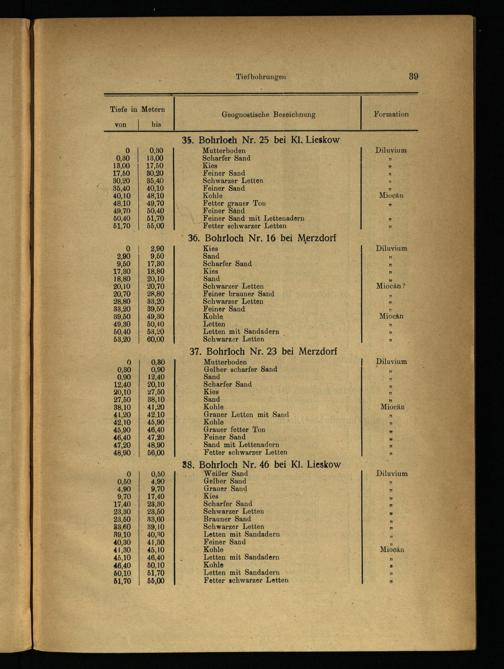 Tiefbohrungen 39
Tiefe in Metern Geognostische Bezeichnung Formation
von bis
35. Bohrloch Nr. 25 bei Kl. Lieskow
0 0,30 Mutterboden Diluvium
0,30 13,00 Scharfer Sand „
13,00 17,50 Kies „
17,50 30,20 Feiner Sand „
30,20 35,40 Schwarzer Letten „
35,40 40,10 Feiner Sand „
40,10 48,10 Kohle Miocän
48,10 49,70 Fetter grauer Ton „
49,70 50,40 Feiner Sand „
50,40 51,70 Feiner Sand mit Lettenadern „
51,70 55,00 Fetter schwarzer Letten „
36. Bohrloch Nr. 16 bei Merzdorf
0 2,90 Kies Diluvium
2,90 9,50 Sand „
9,50 17,30 Scharfer Sand „
17,30 18,80 Kies „
18,80 20,10 Sand „
20,10 20,70 Schwarzer Letten Miocän?
20,70 28,80 Feiner brauner Sand „
28,80 33,20 Schwarzer Letten „
33,20 39,50 Feiner Sand „
39,50 49,30 Kohle Miocän
49,30 50,40 Letten „
50,40 53,20 Letten mit Sandadern „
53,20 60,00 Schwarzer Letten „
37. Bohrloch Nr. 23 bei Merzdorf
0 0,30 Mutterboden Diluvium
0,30 0,90 Gelber scharfer Sand „
0,90 12,40 Sand „
12,40 20,10 Scharfer Sand „
20,10 27,50 Kies „
27,50 38,10 Sand „
38,10 41,20 Kohle Miocän
41,20 42,10 Grauer Letten mit Sand „
42,10 45,90 Kohle „
45,90 46,40 Grauer fetter Ton „
46,40 47,20 Feiner Sand „
47,20 48,90 Sand mit Lettenadern „
48,90 56,00 Fetter schwarzer Letten „
38. Bohrloch Nr. 46 bei Kl. Lieskow
0 0,50 Weißer Sand Diluvium
0,50 4,90 Gelber Sand „
4,90 9,70 Grauer Sand „
9,70 17,40 Kies „
17,40 23,30 Scharfer Sand „
23,30 23,50 Schwarzer Letten „
23,50 33,60 Brauner Sand „
33,60 39,10 Schwarzer Letten „
39,10 40,30 Letten mit Sandadern „
40,30 41,30 Feiner Sand „
41,30 45,10 Kohle Miocän
45,10 46,40 Letten mit Sandadern „
46,40 50,10 Kohle „
50,10 51,70 Letten mit Sandadern „
51,70 55,00 Fetter schwarzer Letten „